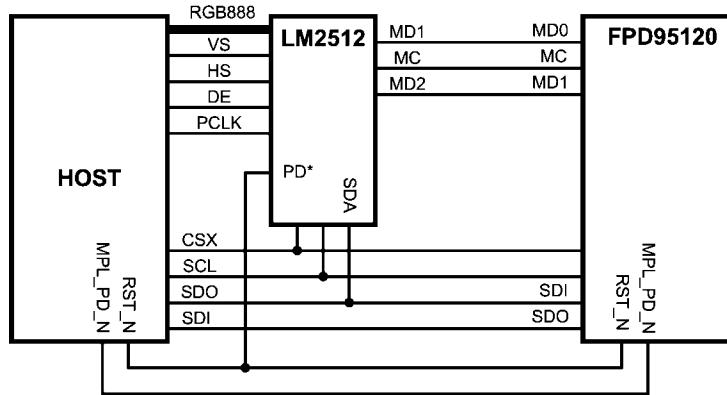 RGB888
VS
HS
DE
PCLK
LM2512
MD1
MC
MD2
MD0
MC
MD1
FPD95120
HOST
PD*
SDA
CSX
SCL
SDO
SDI
SDI
SDO
MPL_PD_N
RST_N
RST_N
MPL_PD_N